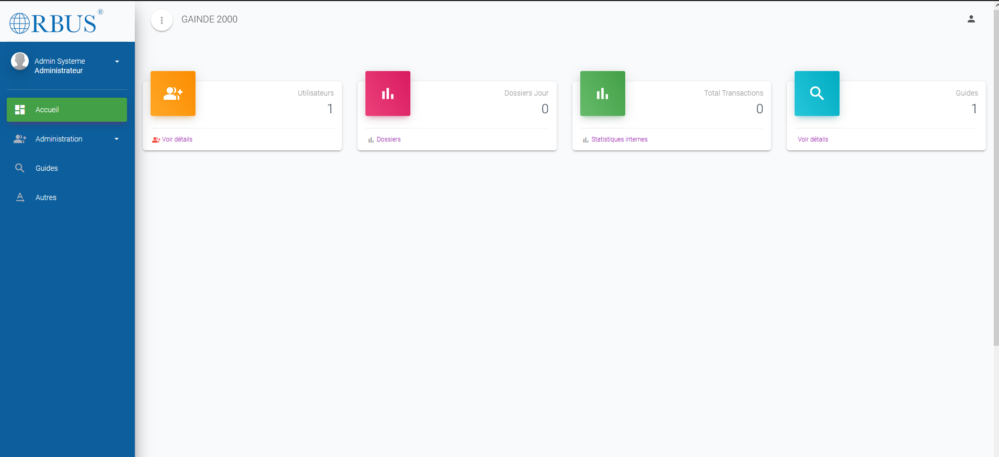 ORBUS®
GAINDE 2000
Admin Systeme
Administrateur
Accueil
Administration
Guides
Autres
Utilisateurs
1
Voir détails
Dossiers Jour
0
Dossiers
Total Transactions
0
Statistiques internes
Guides
1
Voir détails